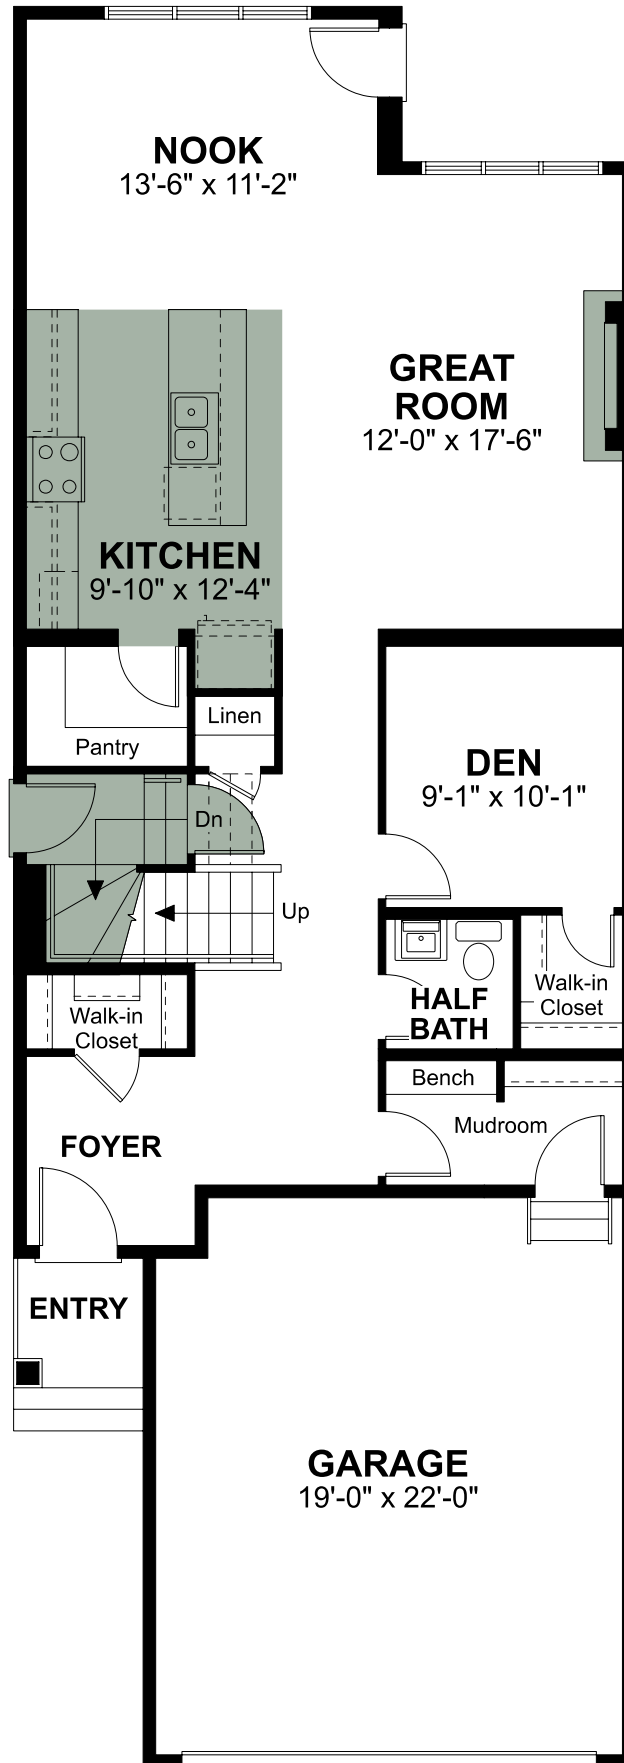 NOOK
13'-6" x 11'-2"
GREAT
ROOM
12'-0" x 17'-6"
KITCHEN
9'-10" x 12'-4"
Linen
Pantry
DEN
9'-1" x 10'-1"
Dn
Up
Walk-in
Closet
HALF
BATH
Walk-in
Closet
Bench
Mudroom
FOYER
ENTRY
GARAGE
19'-0" x 22'-0"